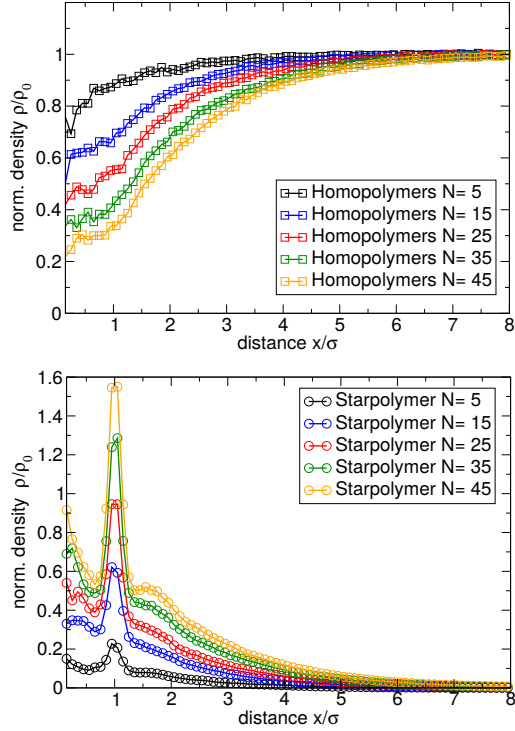 1
0.8
0.6
0.4
0.2
0
norm. density ρ/ρ0
Homopolymers N= 5
Homopolymers N= 15
Homopolymers N= 25
Homopolymers N= 35
Homopolymers N= 45
1 2 3 4 5 6 7 8
distance x/σ
1.6
1.4
1.2
1
0.8
0.6
0.4
0.2
0
norm. density ρ/ρ0
Starpolymer N= 5
Starpolymer N= 15
Starpolymer N= 25
Starpolymer N= 35
Starpolymer N= 45
1 2 3 4 5 6 7 8
distance x/σ